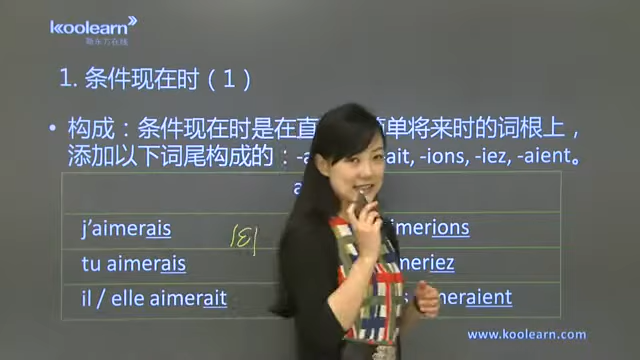 koolearn
新东方在线
1. 条件现在时（1）
• 构成：条件现在时是在直 简单将来时的词根上，
添加以下词尾构成的：-a ait, -ions, -iez, -aient。
a
j'aimerais imerions
|ɛ|
tu aimerais meriez
il / elle aimerait meraient
www.koolearn.com